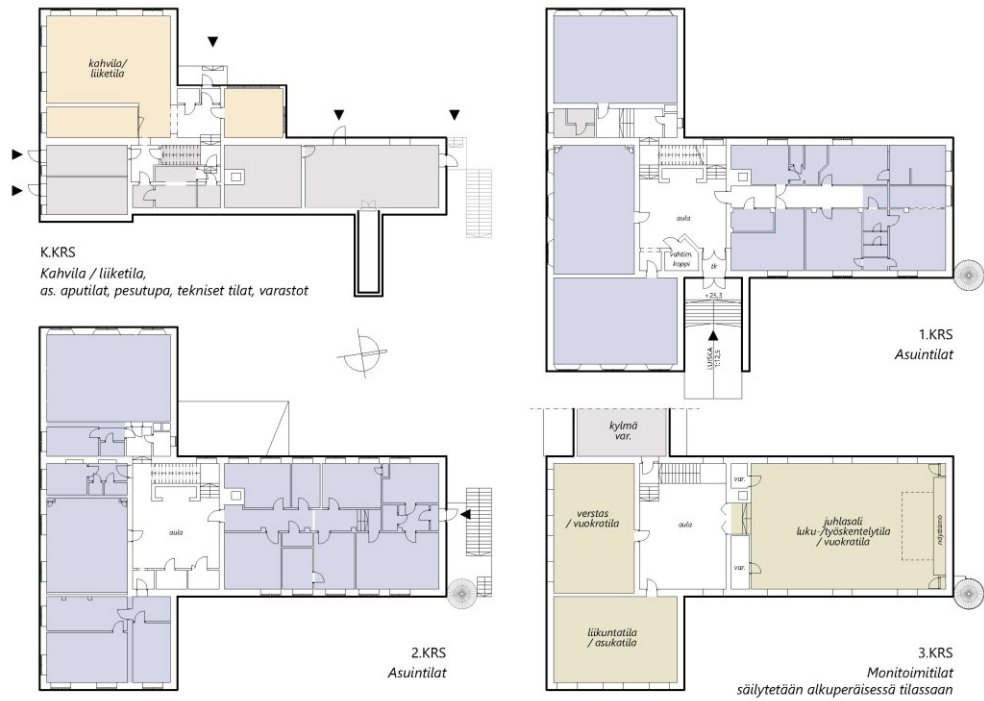 kahvila/
liiketila
K.KRS
Kahvila / liiketila,
as. aputilat, pesutupa, tekniset tilat, varastot
aula
vahtim.
koppi
tk
+25,3
LUISKA
1:12,5
1.KRS
Asuintilat
aula
2.KRS
Asuintilat
kylmä
var.
verstas
/ vuokratila
aula
var.
var.
juhlasali
luku-/työskentelytila
/ vuokratila
näyttämö
liikuntatila
/ asukatila
3.KRS
Monitoimitilat
säilytetään alkuperäisessä tilassaan